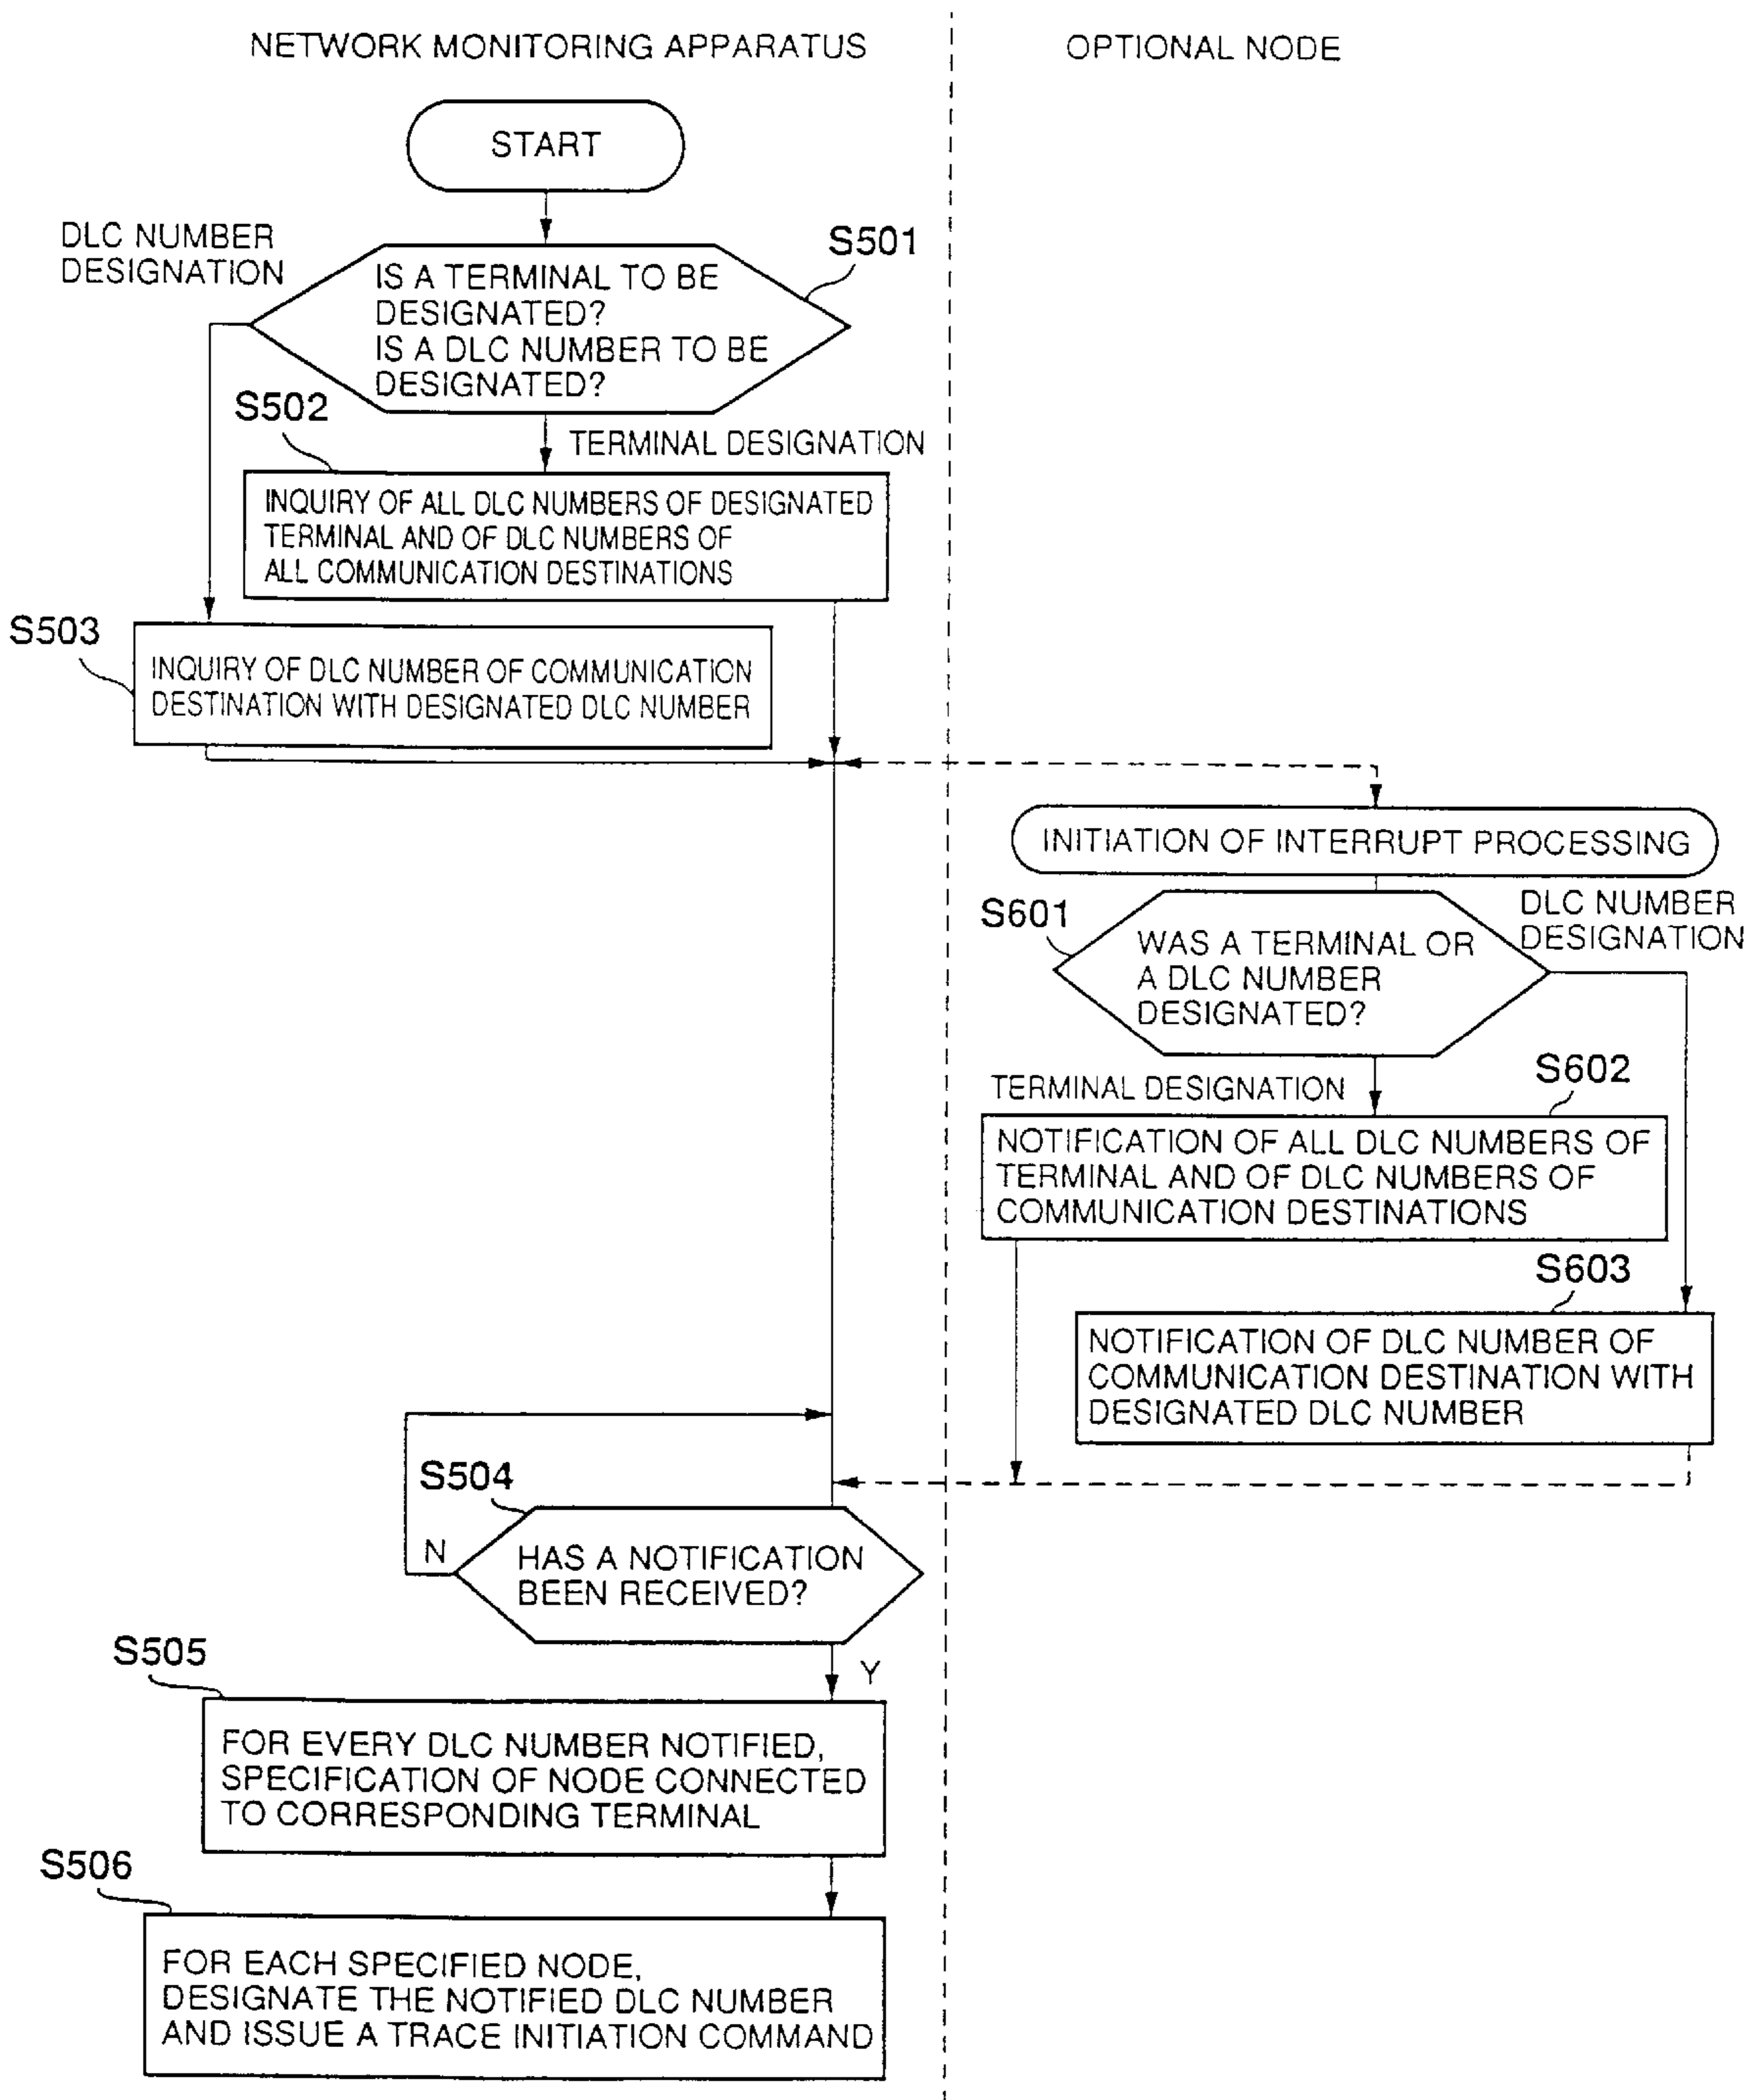 NETWORK MONITORING APPARATUS
OPTIONAL NODE
START
DLC NUMBER
DESIGNATION
S501
IS A TERMINAL TO BE
DESIGNATED?
IS A DLC NUMBER TO BE
DESIGNATED?
S502
TERMINAL DESIGNATION
INQUIRY OF ALL DLC NUMBERS OF DESIGNATED
TERMINAL AND OF DLC NUMBERS OF
ALL COMMUNICATION DESTINATIONS
S503
INQUIRY OF DLC NUMBER OF COMMUNICATION
DESTINATION WITH DESIGNATED DLC NUMBER
INITIATION OF INTERRUPT PROCESSING
S601
DLC NUMBER
DESIGNATION
WAS A TERMINAL OR
A DLC NUMBER
DESIGNATED?
TERMINAL DESIGNATION
S602
NOTIFICATION OF ALL DLC NUMBERS OF
TERMINAL AND OF DLC NUMBERS OF
COMMUNICATION DESTINATIONS
S603
NOTIFICATION OF DLC NUMBER OF
COMMUNICATION DESTINATION WITH
DESIGNATED DLC NUMBER
S504
N
HAS A NOTIFICATION
BEEN RECEIVED?
Y
S505
FOR EVERY DLC NUMBER NOTIFIED,
SPECIFICATION OF NODE CONNECTED
TO CORRESPONDING TERMINAL
S506
FOR EACH SPECIFIED NODE,
DESIGNATE THE NOTIFIED DLC NUMBER
AND ISSUE A TRACE INITIATION COMMAND